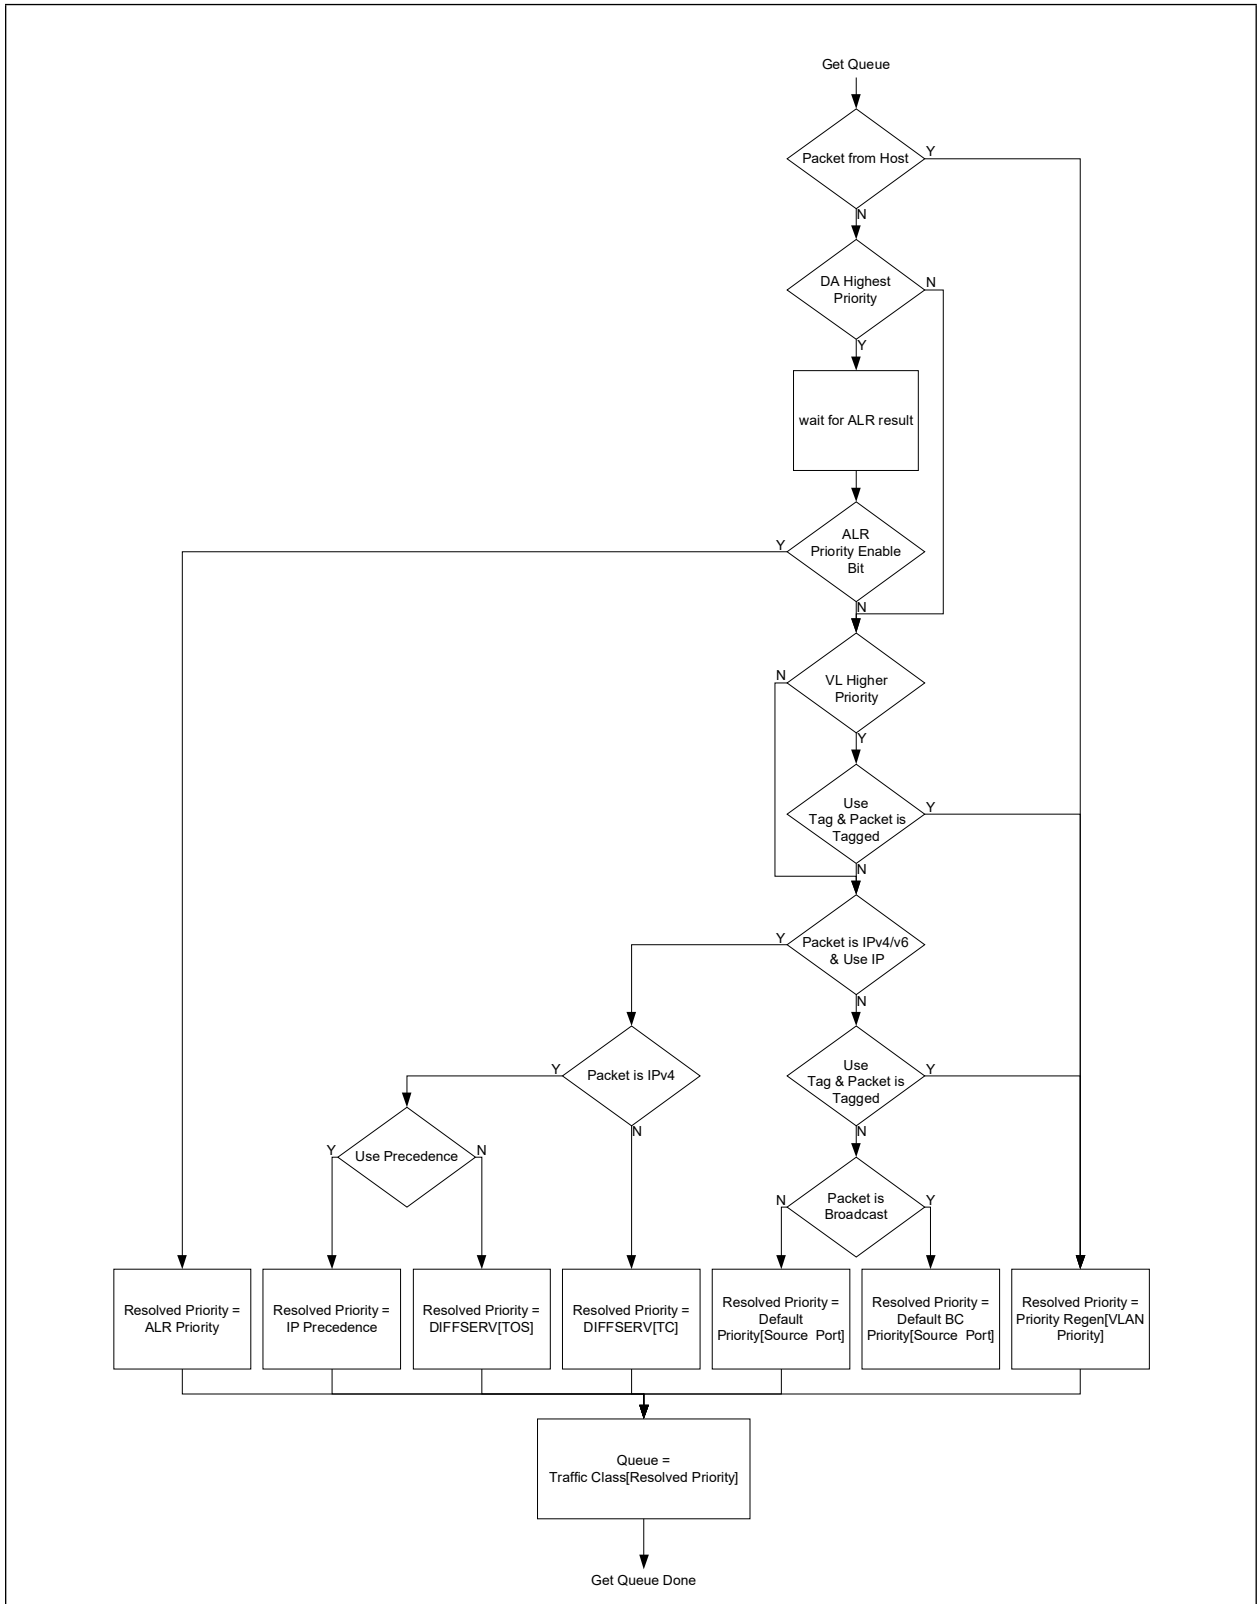 Get Queue
Packet from Host
Y
N
DA Highest
Priority
N
Y
wait for ALR result
ALR
Priority Enable
Bit
Y
N
VL Higher
Priority
N
Y
Use
Tag & Packet is
Tagged
Y
N
Packet is IPv4/v6
& Use IP
Y
N
Packet is IPv4
Y
N
Use
Tag & Packet is
Tagged
Y
N
Use Precedence
Y
N
Packet is
Broadcast
N
Y
Resolved Priority =
ALR Priority
Resolved Priority =
IP Precedence
Resolved Priority =
DIFFSERV[TOS]
Resolved Priority =
DIFFSERV[TC]
Resolved Priority =
Default
Priority[Source Port]
Resolved Priority =
Default BC
Priority[Source Port]
Resolved Priority =
Priority Regen[VLAN
Priority]
Queue =
Traffic Class[Resolved Priority]
Get Queue Done